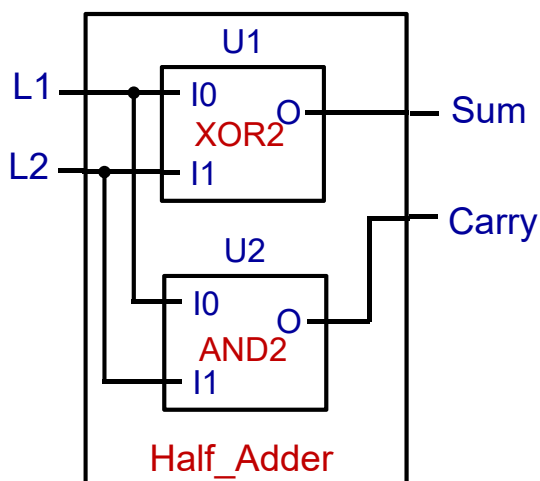 U1
L1
I0
O
Sum
XOR2
L2
I1
Carry
U2
I0
O
AND2
I1
Half_Adder